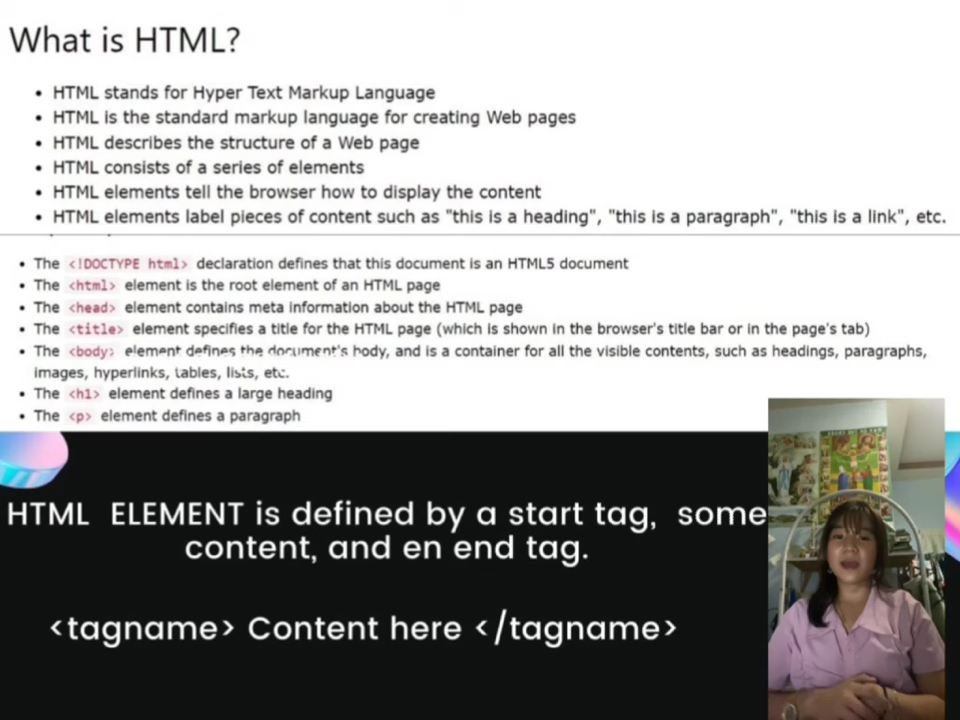 What is HTML?
• HTML stands for Hyper Text Markup Language
• HTML is the standard markup language for creating Web pages
• HTML describes the structure of a Web page
• HTML consists of a series of elements
• HTML elements tell the browser how to display the content
• HTML elements label pieces of content such as "this is a heading", "this is a paragraph", "this is a link", etc.
• The <!DOCTYPE html> declaration defines that this document is an HTML5 document
• The <html> element is the root element of an HTML page
• The <head> element contains meta information about the HTML page
• The <title> element specifies a title for the HTML page (which is shown in the browser's title bar or in the page's tab)
• The <body> element defines the document's body, and is a container for all the visible contents, such as headings, paragraphs,
images, hyperlinks, tables, lists, etc.
• The <h1> element defines a large heading
• The <p> element defines a paragraph
HTML ELEMENT is defined by a start tag, some
content, and en end tag.
<tagname> Content here </tagname>